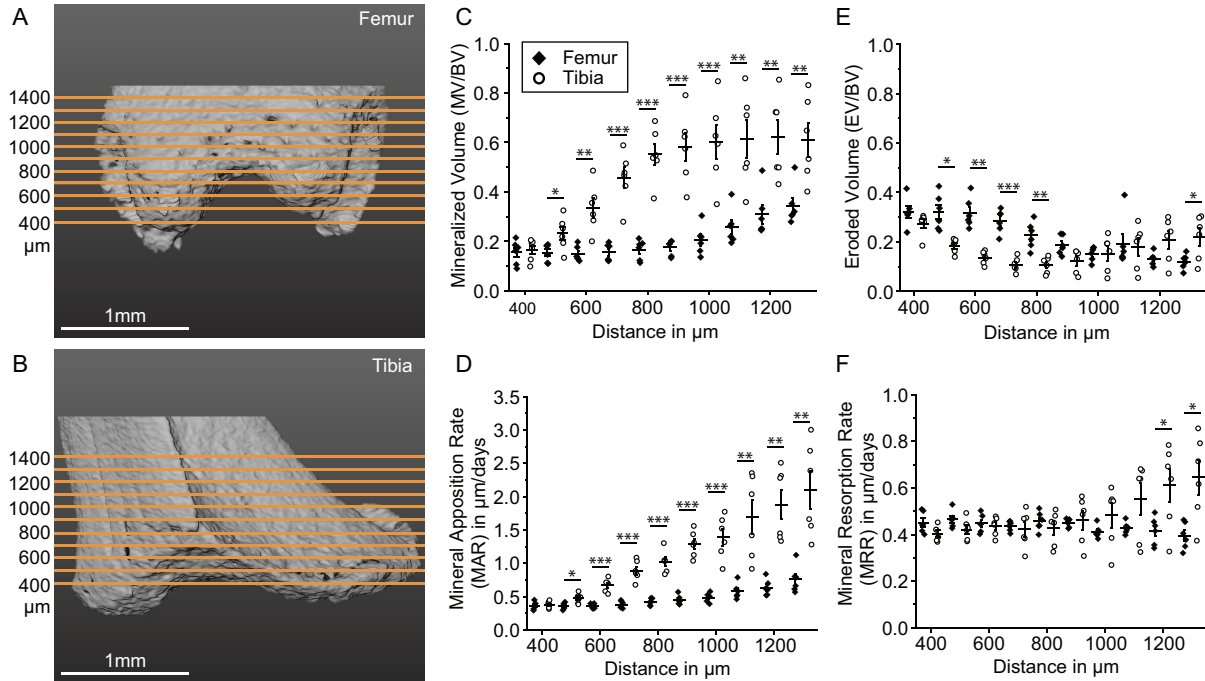 A
Femur
1400
1200
1000
800
600
400
µm
1mm
B
Tibia
1400
1200
1000
800
600
400
µm
1mm
C
Mineralized Volume (MV/BV)
1.0
0.8
0.6
0.4
0.2
0.0
Femur
Tibia
* ** *** *** *** *** ** ** **
400 600 800 1000 1200
Distance in µm
D
Mineral Apposition Rate
(MAR) in µm/days
3.5
3.0
2.5
2.0
1.5
1.0
0.5
0.0
* *** *** *** *** *** ** ** **
400 600 800 1000 1200
Distance in µm
E
Eroded Volume (EV/BV)
1.0
0.8
0.6
0.4
0.2
0.0
* ** *** ** *
400 600 800 1000 1200
Distance in µm
F
Mineral Resorption Rate
(MRR) in µm/days
1.0
0.8
0.6
0.4
0.2
0.0
* *
400 600 800 1000 1200
Distance in µm